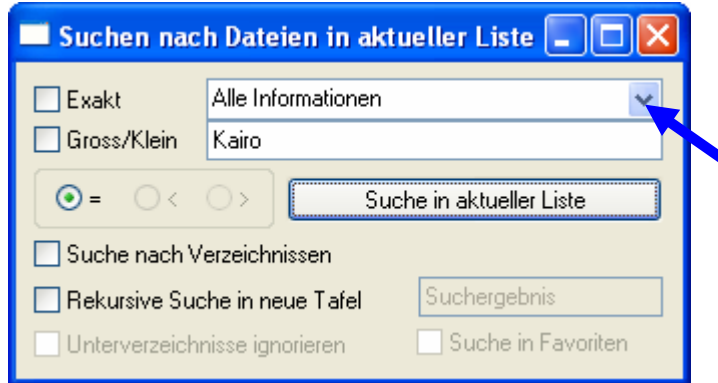 Suchen nach Dateien in aktueller Liste
Exakt
Alle Informationen
Gross/Klein
Kairo
= < >
Suche in aktueller Liste
Suche nach Verzeichnissen
Rekursive Suche in neue Tafel
Suchergebnis
Unterverzeichnisse ignorieren
Suche in Favoriten